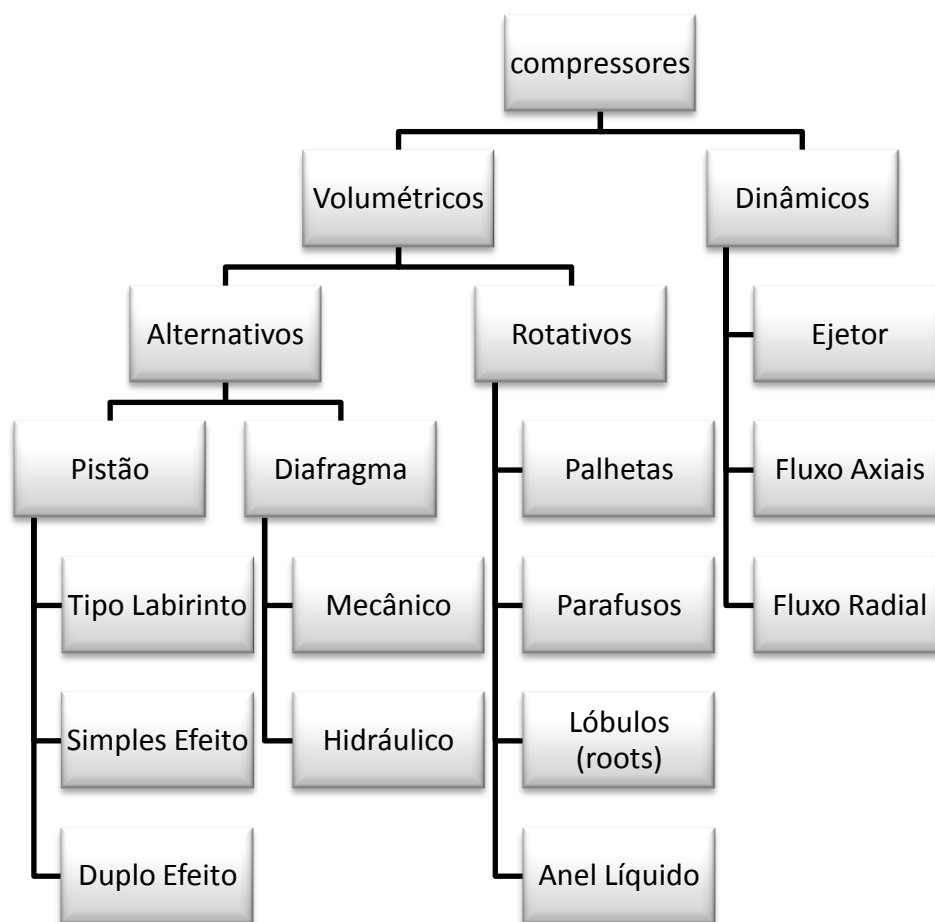 compressores
Volumétricos
Dinâmicos
Alternativos
Rotativos
Ejetor
Pistão
Diafragma
Palhetas
Fluxo Axiais
Tipo Labirinto
Mecânico
Parafusos
Fluxo Radial
Simples Efeito
Hidráulico
Lóbulos
(roots)
Duplo Efeito
Anel Líquido